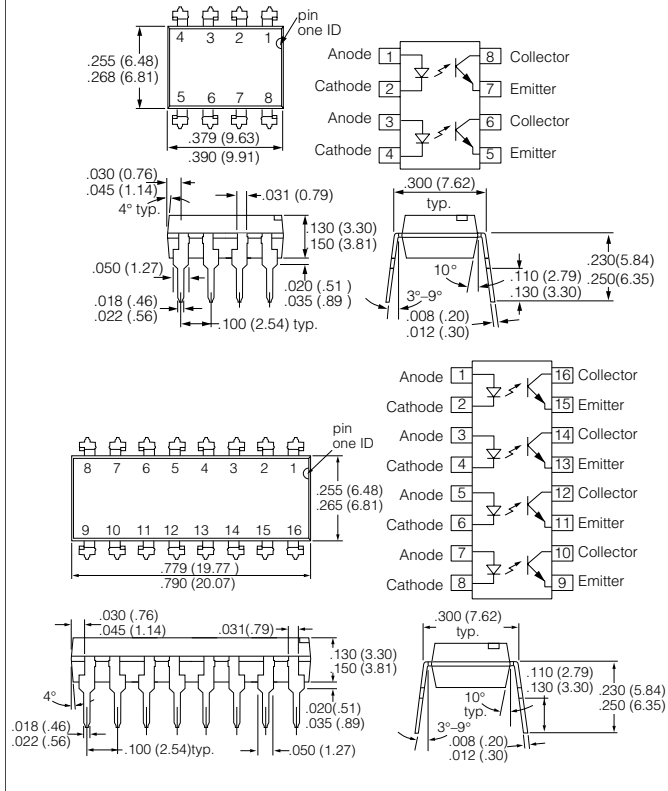 pin
one ID
4 3 2 1
.255 (6.48)
.268 (6.81)
5 6 7 8
.379 (9.63)
.390 (9.91)
Anode 1 8 Collector
Cathode 2 7 Emitter
Anode 3 6 Collector
Cathode 4 5 Emitter
.030 (0.76)
.045 (1.14)
4° typ.
.031 (0.79)
.130 (3.30)
.150 (3.81)
.050 (1.27)
.020 (.51 )
.035 (.89 )
.018 (.46)
.022 (.56)
.100 (2.54) typ.
.300 (7.62)
typ.
.230(5.84)
.250(6.35)
10°
.110 (2.79)
.130 (3.30)
3°–9°
.008 (.20)
.012 (.30)
pin
one ID
8 7 6 5 4 3 2 1
.255 (6.48)
.265 (6.81)
9 10 11 12 13 14 15 16
.779 (19.77 )
.790 (20.07)
Anode 1 16 Collector
Cathode 2 15 Emitter
Anode 3 14 Collector
Cathode 4 13 Emitter
Anode 5 12 Collector
Cathode 6 11 Emitter
Anode 7 10 Collector
Cathode 8 9 Emitter
.030 (.76)
.045 (1.14)
.031(.79)
.130 (3.30)
.150 (3.81)
4°
.020(.51)
.035 (.89)
.018 (.46)
.022 (.56)
.100 (2.54)typ.
.050 (1.27)
.300 (7.62)
typ.
.110 (2.79)
.130 (3.30)
.230 (5.84)
.250 (6.35)
10°
typ.
3°–9°
.008 (.20)
.012 (.30)